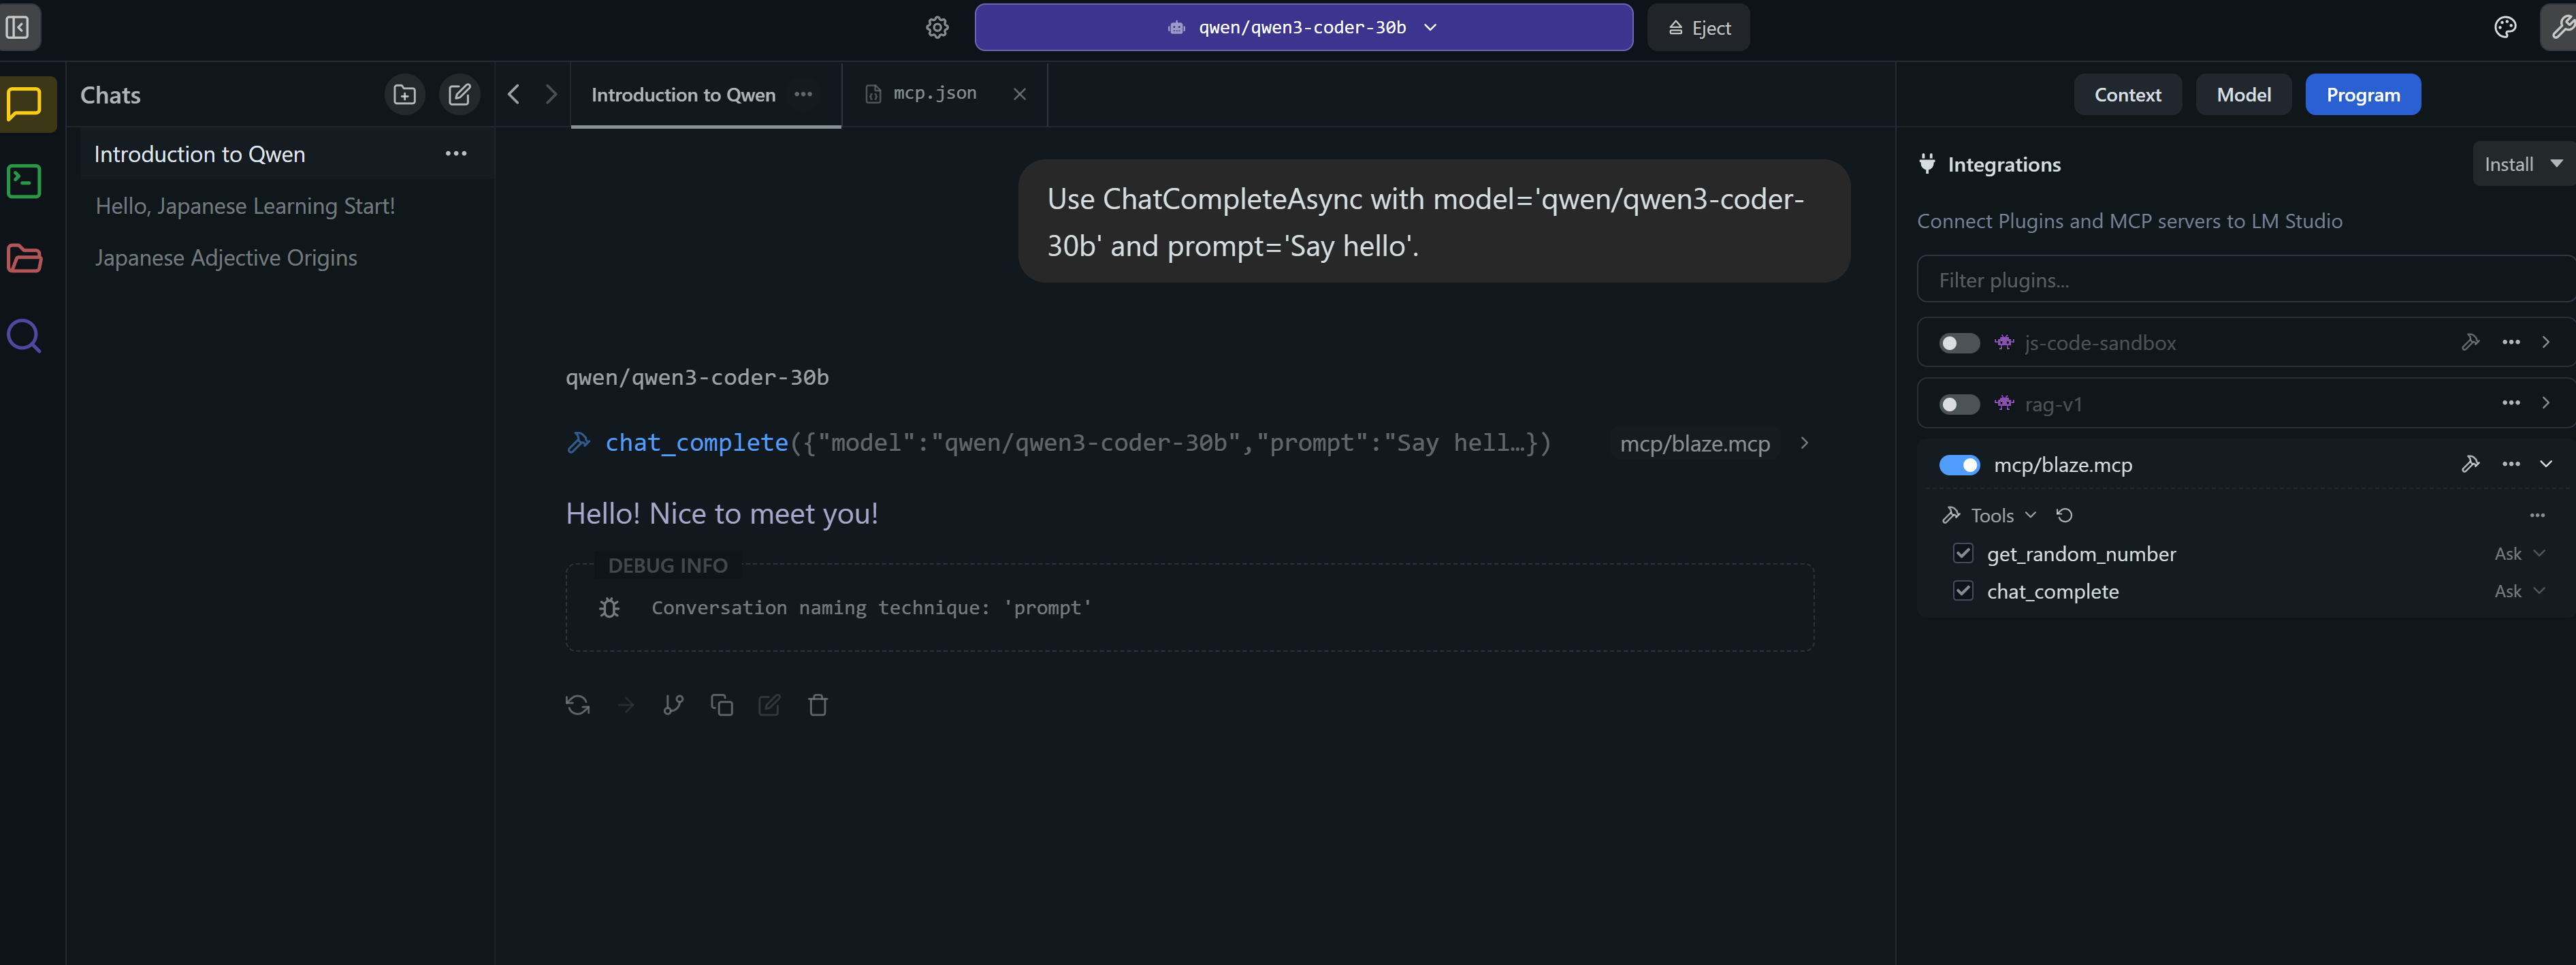 qwen/qwen3-coder-30b
Eject
Chats
Introduction to Qwen
Hello, Japanese Learning Start!
Japanese Adjective Origins
Introduction to Qwen
mcp.json
Use ChatCompleteAsync with model='qwen/qwen3-coder-
30b' and prompt='Say hello'.
qwen/qwen3-coder-30b
chat_complete({"model":"qwen/qwen3-coder-30b","prompt":"Say hell…})
mcp/blaze.mcp
Hello! Nice to meet you!
DEBUG INFO
Conversation naming technique: 'prompt'
Context
Model
Program
Integrations
Install
Connect Plugins and MCP servers to LM Studio
Filter plugins...
js-code-sandbox
rag-v1
mcp/blaze.mcp
Tools
get_random_number
Ask
chat_complete
Ask